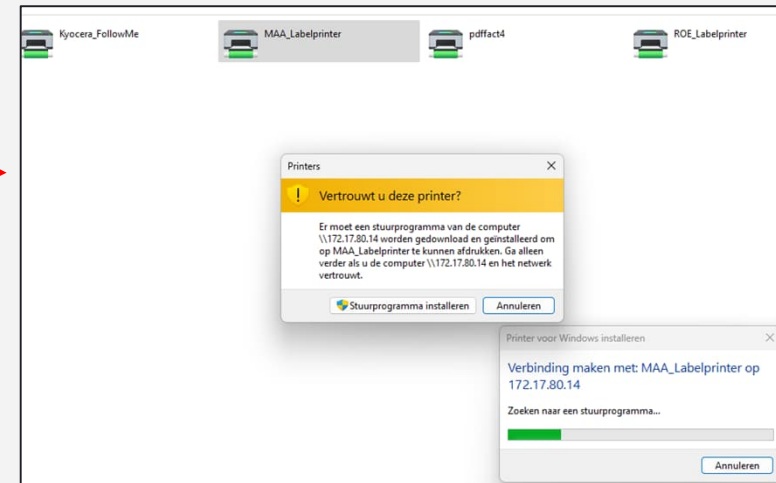 Kyocera_FollowMe
MAA_Labelprinter
pdffact4
ROE_Labelprinter
Printers
Vertrouwt u deze printer?
Er moet een stuurprogramma van de computer
\\172.17.80.14 worden gedownload en geïnstalleerd om
op MAA_Labelprinter te kunnen afdrukken. Ga alleen
verder als u de computer \\172.17.80.14 en het netwerk
vertrouwt.
Stuurprogramma installeren
Annuleren
Printer voor Windows installeren
Verbinding maken met: MAA_Labelprinter op
172.17.80.14
Zoeken naar een stuurprogramma...
Annuleren